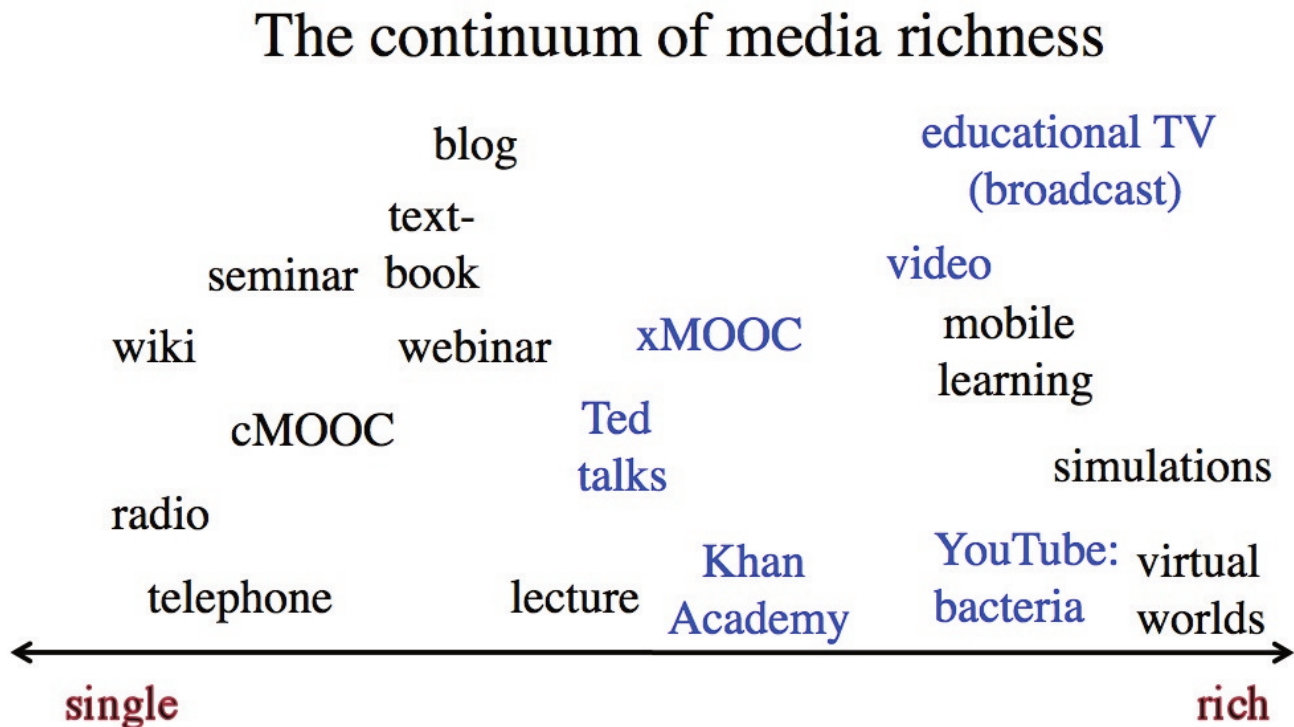 The continuum of media richness
blog
educational TV
(broadcast)
text-
book
seminar
video
wiki
webinar
xMOOC
mobile
learning
cMOOC
Ted
talks
simulations
radio
telephone
lecture
Khan
Academy
YouTube:
bacteria
virtual
worlds
single
rich